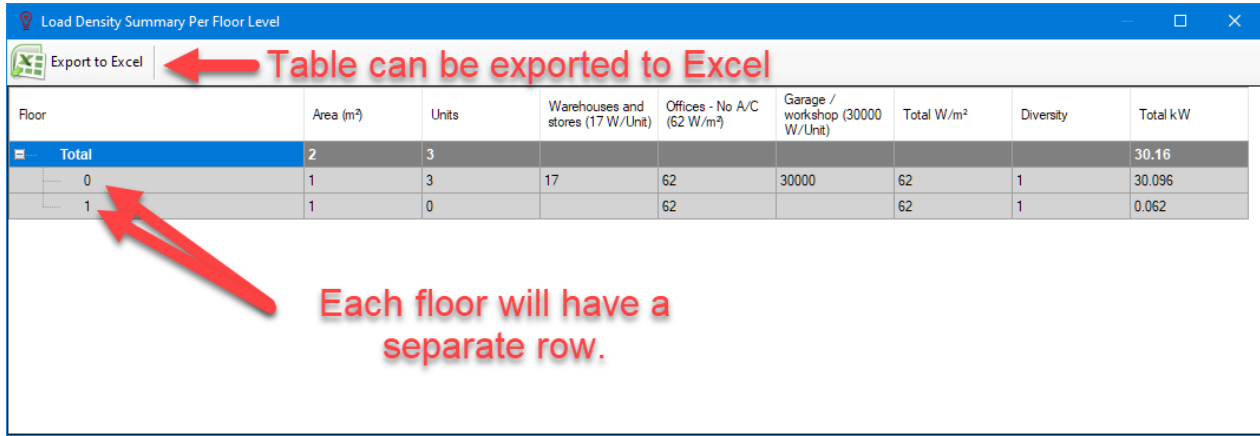 Load Density Summary Per Floor Level
Export to Excel
Table can be exported to Excel
Floor Area (m²) Units Warehouses and stores (17 W/Unit) Offices - No A/C (62 W/m²) Garage / workshop (30000 W/Unit) Total W/m² Diversity Total kW
Total 2 3 30.16
0 1 3 17 62 30000 62 1 30.096
1 1 0 62 62 1 0.062
Each floor will have a
separate row.